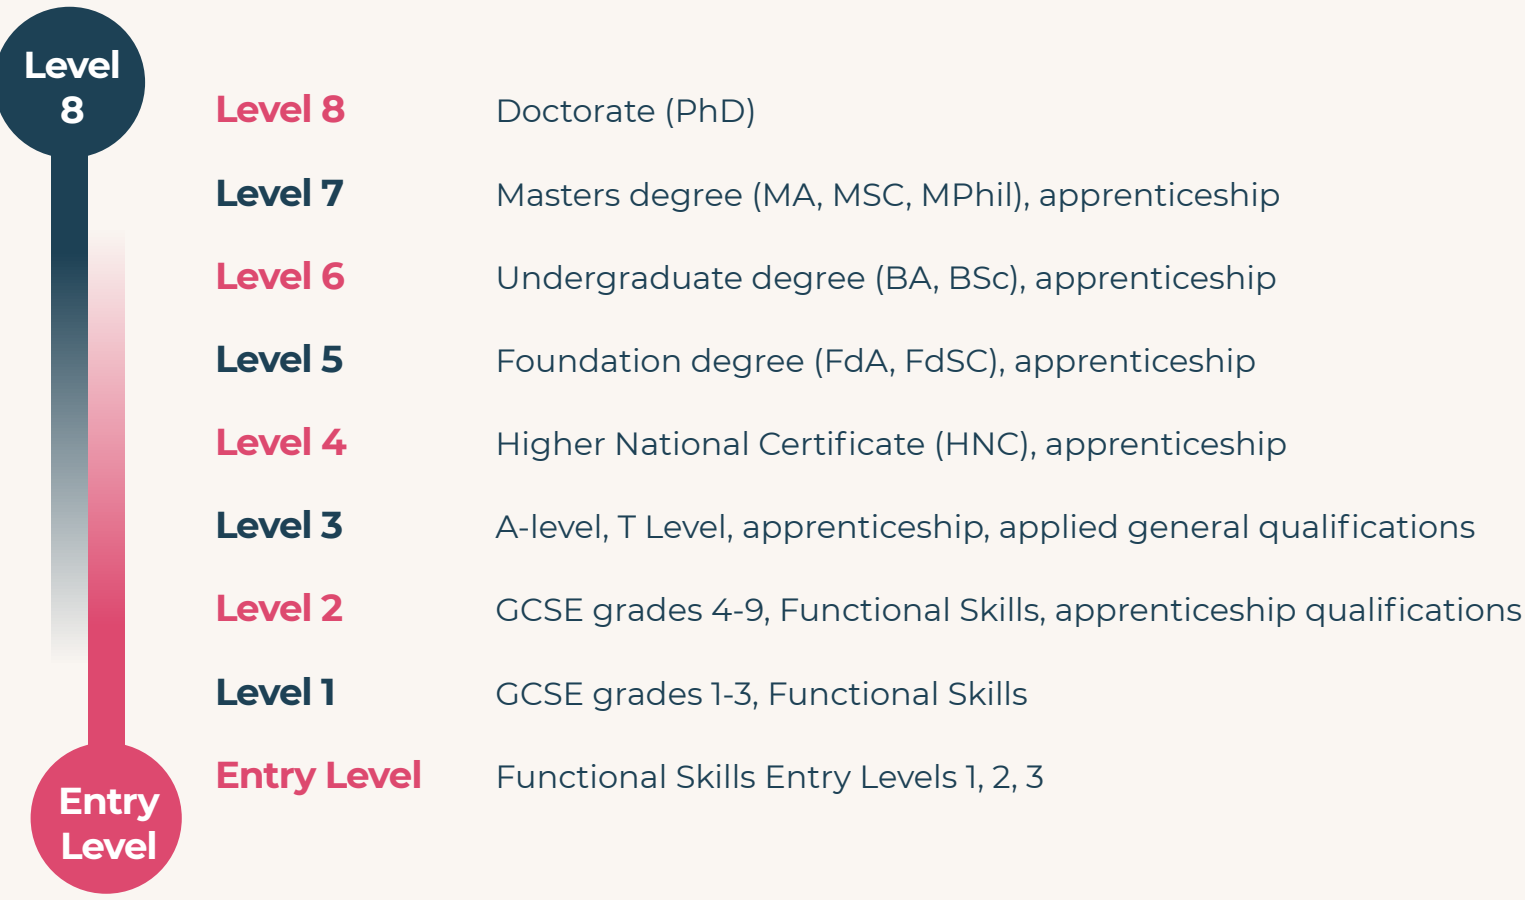 Level
8
Level 8 Doctorate (PhD)
Level 7 Masters degree (MA, MSC, MPhil), apprenticeship
Level 6 Undergraduate degree (BA, BSc), apprenticeship
Level 5 Foundation degree (FdA, FdSC), apprenticeship
Level 4 Higher National Certificate (HNC), apprenticeship
Level 3 A-level, T Level, apprenticeship, applied general qualifications
Level 2 GCSE grades 4-9, Functional Skills, apprenticeship qualifications
Level 1 GCSE grades 1-3, Functional Skills
Entry Level Functional Skills Entry Levels 1, 2, 3
Entry
Level